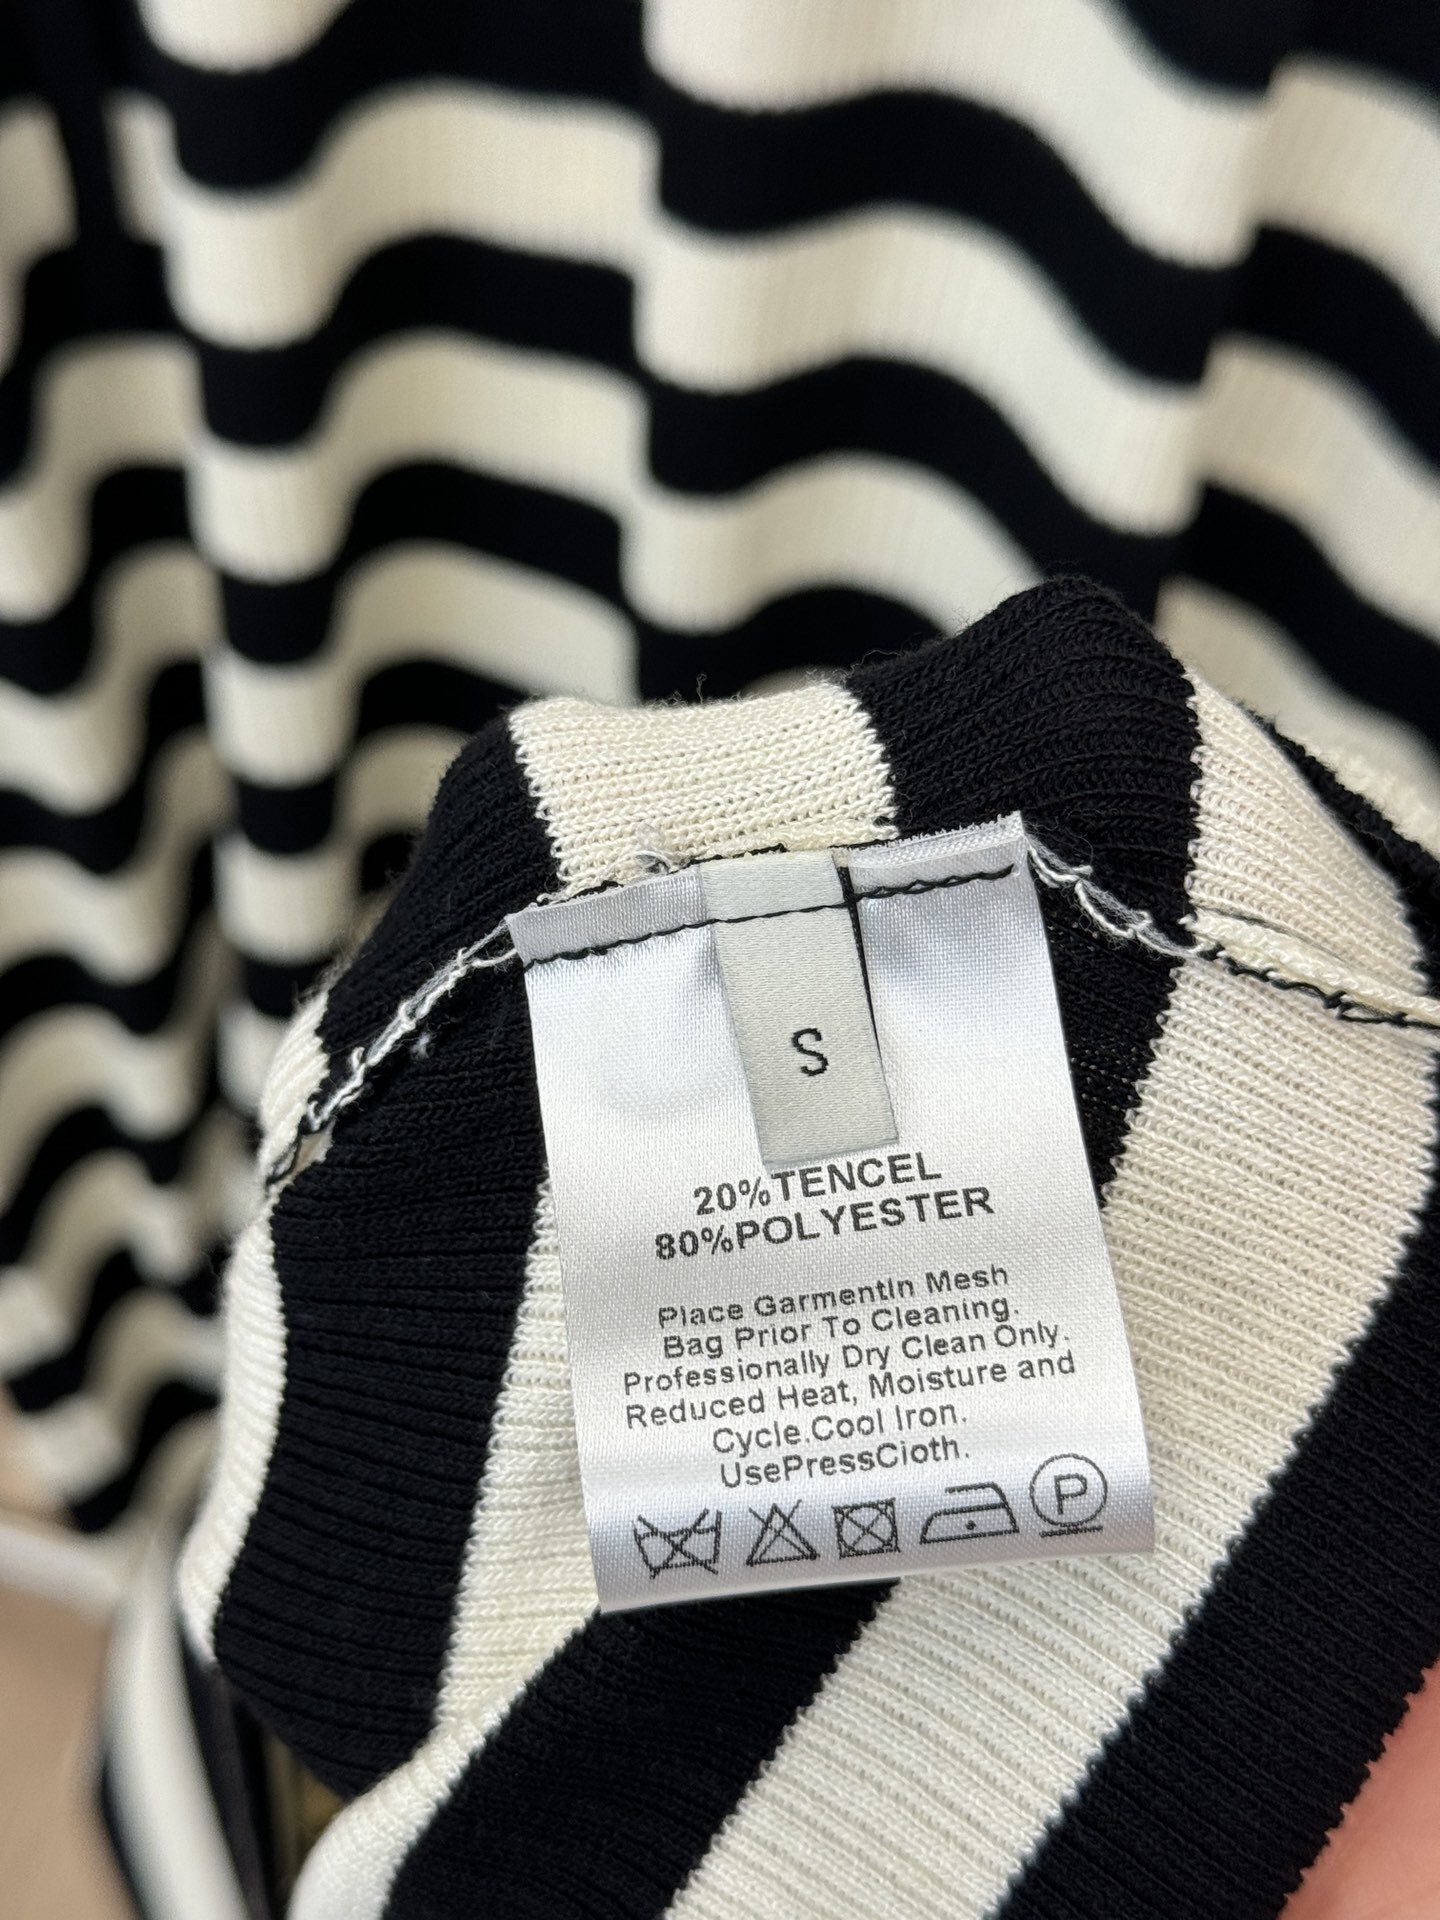 S
20%TENCEL
80%POLYESTER
Place GarmentIn Mesh
Bag Prior To Cleaning.
Professionally Dry Clean Only.
Reduced Heat, Moisture and
Cycle.Cool Iron.
UsePressCioth.
P